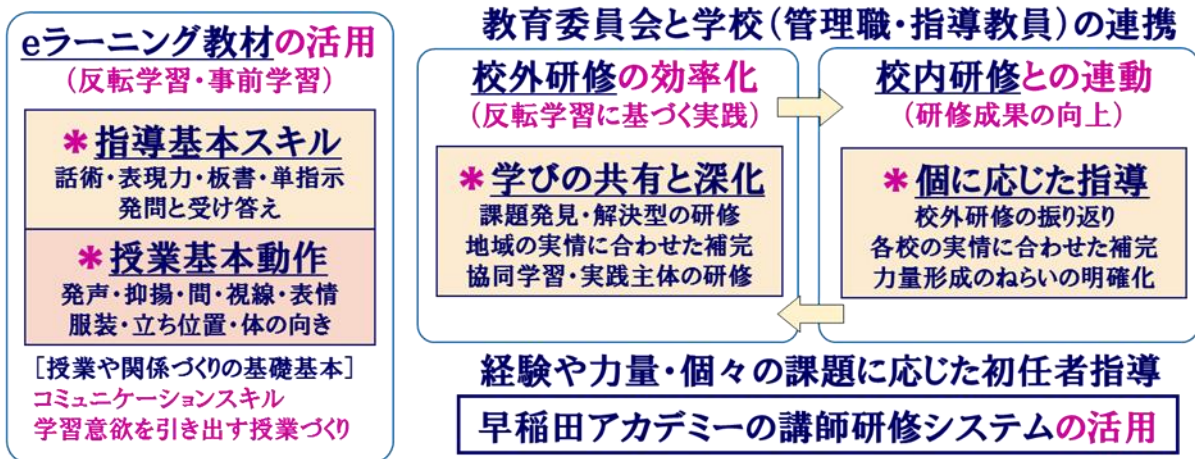 eラーニング教材の活用
(反転学習・事前学習)
*指導基本スキル
話術・表現力・板書・単指示
発問と受け答え
*授業基本動作
発声・抑揚・間・視線・表情
服装・立ち位置・体の向き
[授業や関係づくりの基礎基本]
コミュニケーションスキル
学習意欲を引き出す授業づくり
教育委員会と学校(管理職・指導教員)の連携
校外研修の効率化
(反転学習に基づく実践)
*学びの共有と深化
課題発見・解決型の研修
地域の実情に合わせた補完
協同学習・実践主体の研修
校内研修との連動
(研修成果の向上)
*個に応じた指導
校外研修の振り返り
各校の実情に合わせた補完
力量形成のねらいの明確化
経験や力量・個々の課題に応じた初任者指導
早稲田アカデミーの講師研修システムの活用